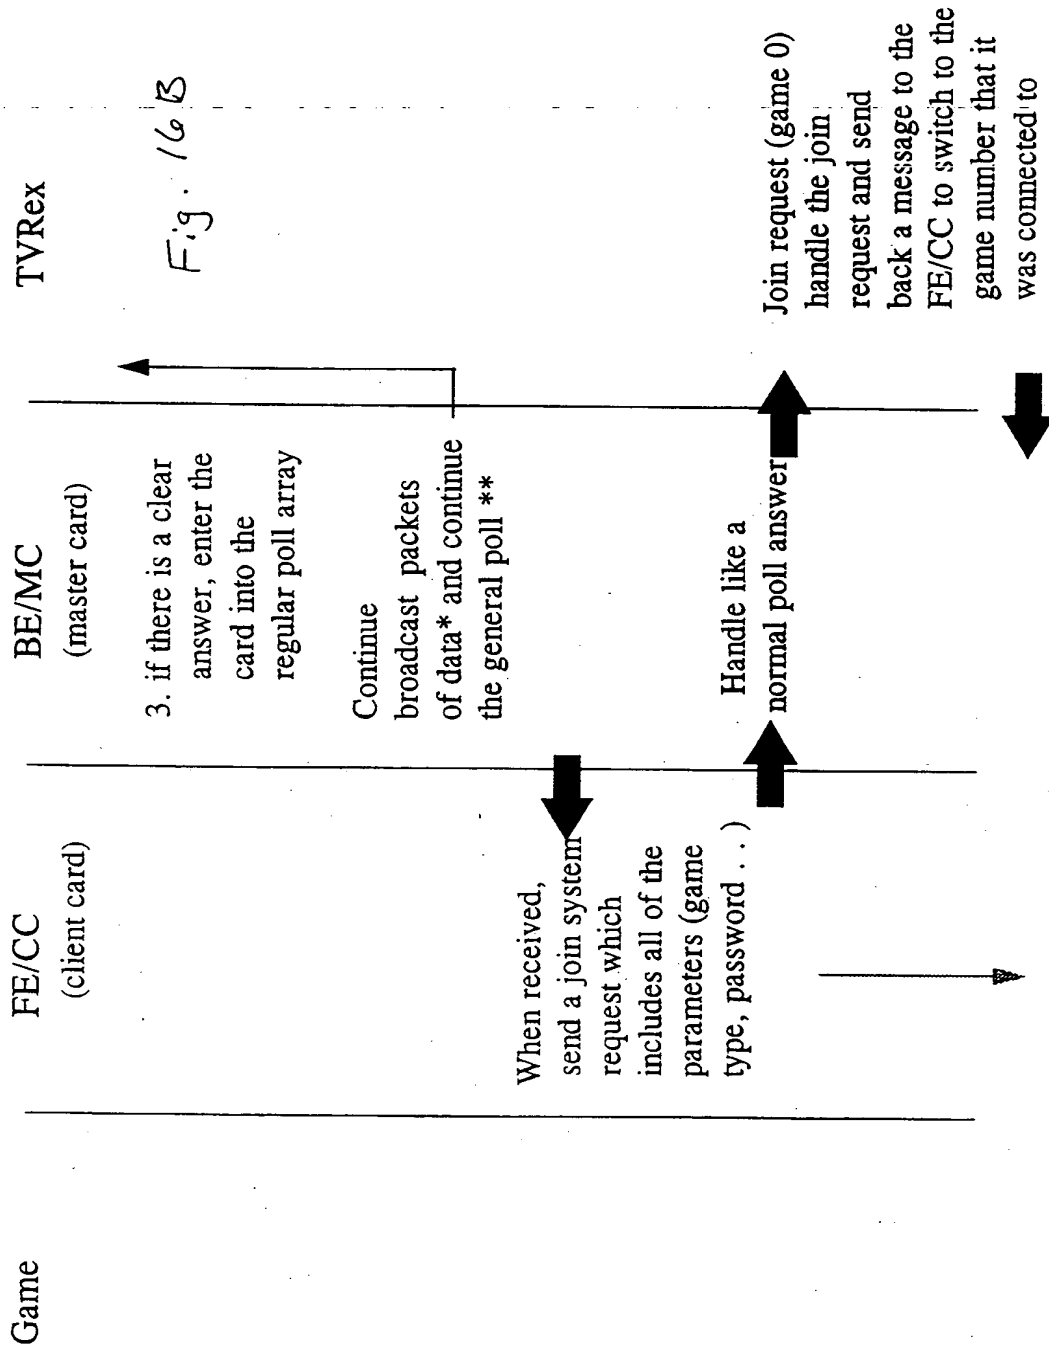 Game
FE/CC
(client card)
BE/MC
(master card)
TVRex
Fig. 16B
3. if there is a clear
answer, enter the
card into the
regular poll array
Continue
broadcast packets
of data* and continue
the general poll **
When received,
send a join system
request which
includes all of the
parameters (game
type, password . . )
Handle like a
normal poll answer
Join request (game 0)
handle the join
request and send
back a message to the
FE/CC to switch to the
game number that it
was connected to